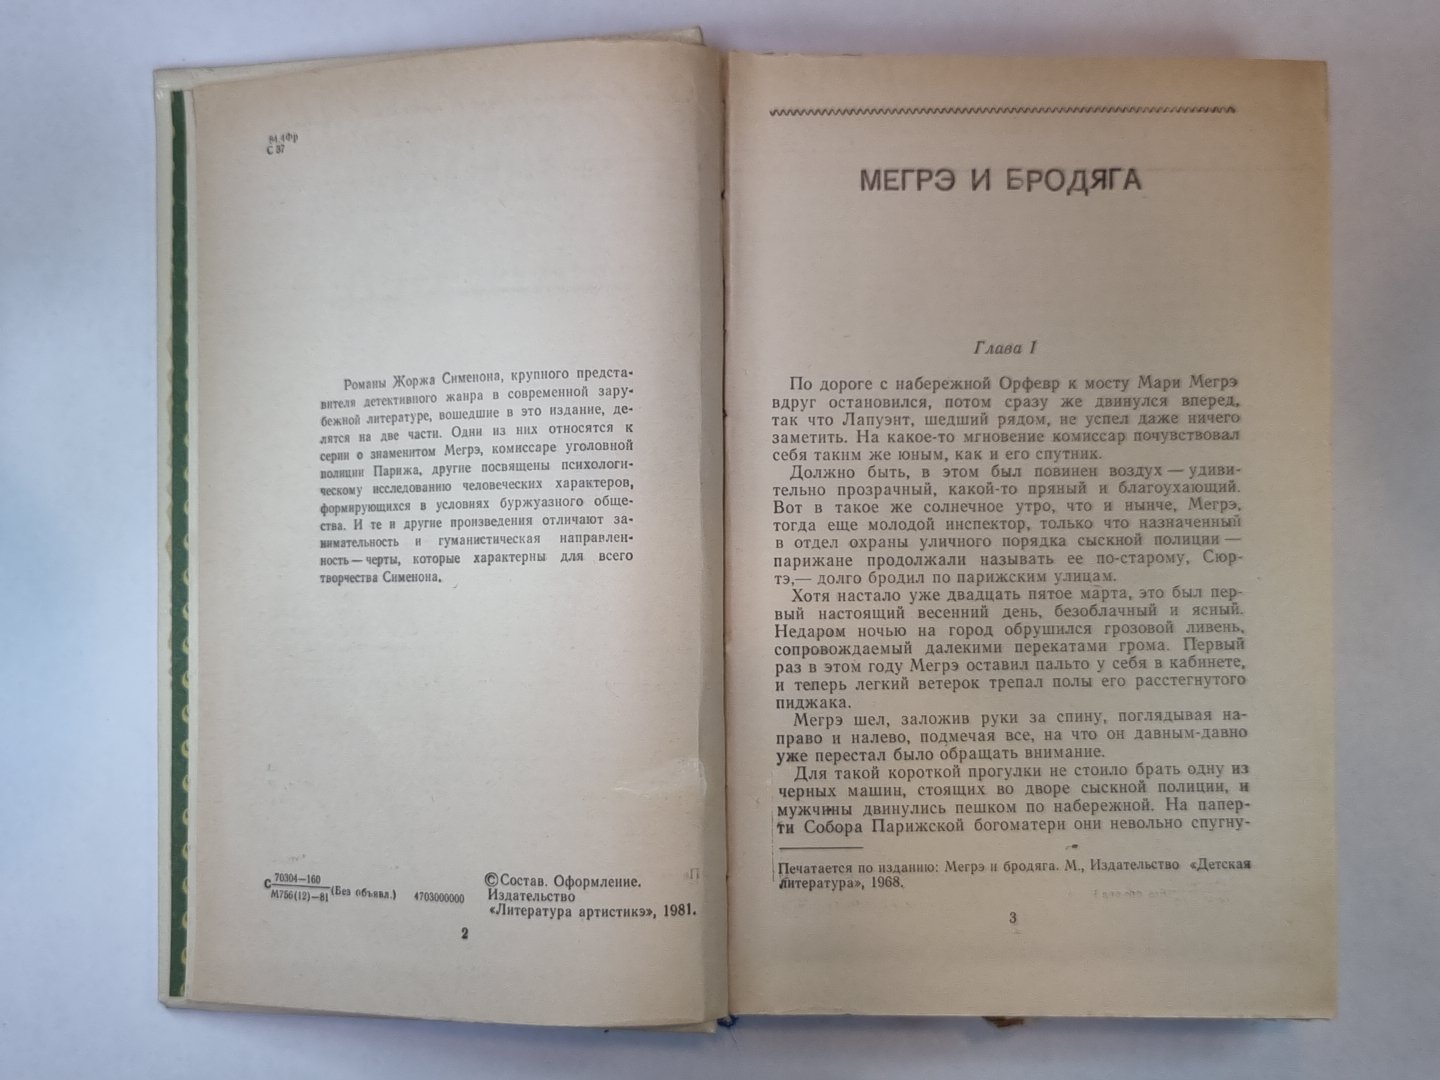 84.4Фр
С 37
Романы Жоржа Сименона, крупного предста-
вителя детективного жанра в современной зару-
бежной литературе, вошедшие в это издание, де-
лятся на две части. Одни из них относятся к
серии о знаменитом Мегрэ, комиссаре уголовной
полиции Парижа, другие посвящены психологи-
ческому исследованию человеческих характеров,
формирующихся в условиях буржуазного обще-
ства. И те и другие произведения отличают за-
нимательность и гуманистическая направлен-
ность — черты, которые характерны для всего
творчества Сименона.
С 70304—160
М756(12)—81 (Без объявл.) 4703000000
© Состав. Оформление.
Издательство
«Литература артистикэ», 1981.
2
МЕГРЭ И БРОДЯГА
Глава I
По дороге с набережной Орфевр к мосту Мари Мегрэ
вдруг остановился, потом сразу же двинулся вперед,
так что Лапуэнт, шедший рядом, не успел даже ничего
заметить. На какое-то мгновение комиссар почувствовал
себя таким же юным, как и его спутник.
Должно быть, в этом был повинен воздух — удиви-
тельно прозрачный, какой-то пряный и благоухающий.
Вот в такое же солнечное утро, что и нынче, Мегрэ,
тогда еще молодой инспектор, только что назначенный
в отдел охраны уличного порядка сыскной полиции —
парижане продолжали называть ее по-старому, Сюр-
тэ,— долго бродил по парижским улицам.
Хотя настало уже двадцать пятое марта, это был пер-
вый настоящий весенний день, безоблачный и ясный.
Недаром ночью на город обрушился грозовой ливень,
сопровождаемый далекими перекатами грома. Первый
раз в этом году Мегрэ оставил пальто у себя в кабинете,
и теперь легкий ветерок трепал полы его расстегнутого
пиджака.
Мегрэ шел, заложив руки за спину, поглядывая на-
право и налево, подмечая все, на что он давным-давно
уже перестал было обращать внимание.
Для такой короткой прогулки не стоило брать одну из
черных машин, стоящих во дворе сыскной полиции, и
мужчины двинулись пешком по набережной. На папер-
ти Собора Парижской богоматери они невольно спугну-
Печатается по изданию: Мегрэ и бродяга. М., Издательство «Детская
литература», 1968.
3